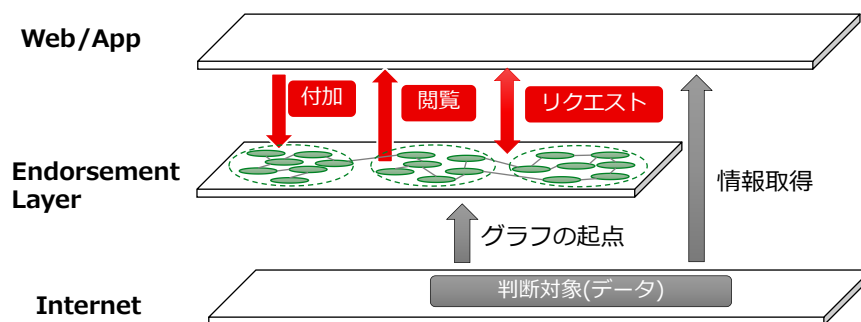 Web/App
付加
閲覧
リクエスト
Endorsement
Layer
情報取得
グラフの起点
判断対象(データ)
Internet